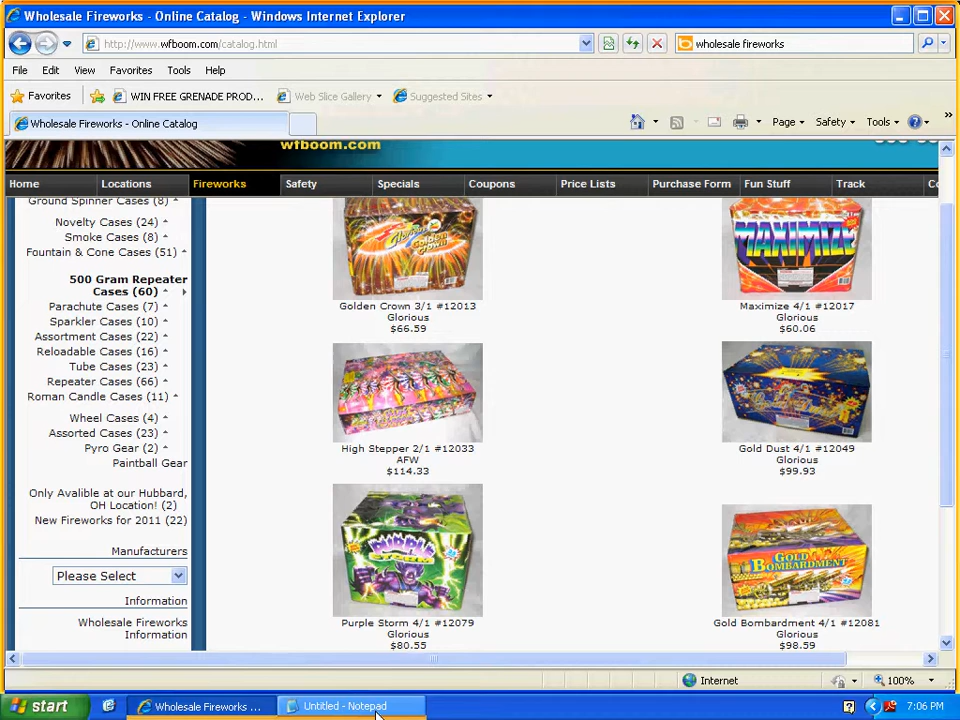 Wholesale Fireworks - Online Catalog - Windows Internet Explorer
http://www.wfboom.com/catalog.html
wholesale fireworks
File Edit View Favorites Tools Help
Favorites WIN FREE GRENADE PROD... Web Slice Gallery Suggested Sites
Wholesale Fireworks - Online Catalog
Page Safety Tools »
wfboom.com
Home Locations Fireworks Safety Specials Coupons Price Lists Purchase Form Fun Stuff Track
Ground Spinner Cases (8)
Novelty Cases (24)
Smoke Cases (8)
Fountain & Cone Cases (51)
500 Gram Repeater
Cases (60)
Parachute Cases (7)
Sparkler Cases (10)
Assortment Cases (22)
Reloadable Cases (16)
Tube Cases (23)
Repeater Cases (66)
Roman Candle Cases (11)
Wheel Cases (4)
Assorted Cases (23)
Pyro Gear (2)
Paintball Gear
Only Avalible at our Hubbard,
OH Location! (2)
New Fireworks for 2011 (22)
Manufacturers
Please Select
Information
Wholesale Fireworks
Information
Golden Crown
Golden Crown 3/1 #12013
Glorious
$66.59
MAXIMIZE
Maximize 4/1 #12017
Glorious
$60.06
High Stepper 2/1 #12033
AFW
$114.33
Gold Dust 4/1 #12049
Glorious
$99.93
PURPLE
STORM
Purple Storm 4/1 #12079
Glorious
$80.55
GOLD
BOMBARDMENT
Gold Bombardment 4/1 #12081
Glorious
$98.59
Internet
100%
start
Wholesale Fireworks ...
Untitled - Notepad
7:06 PM